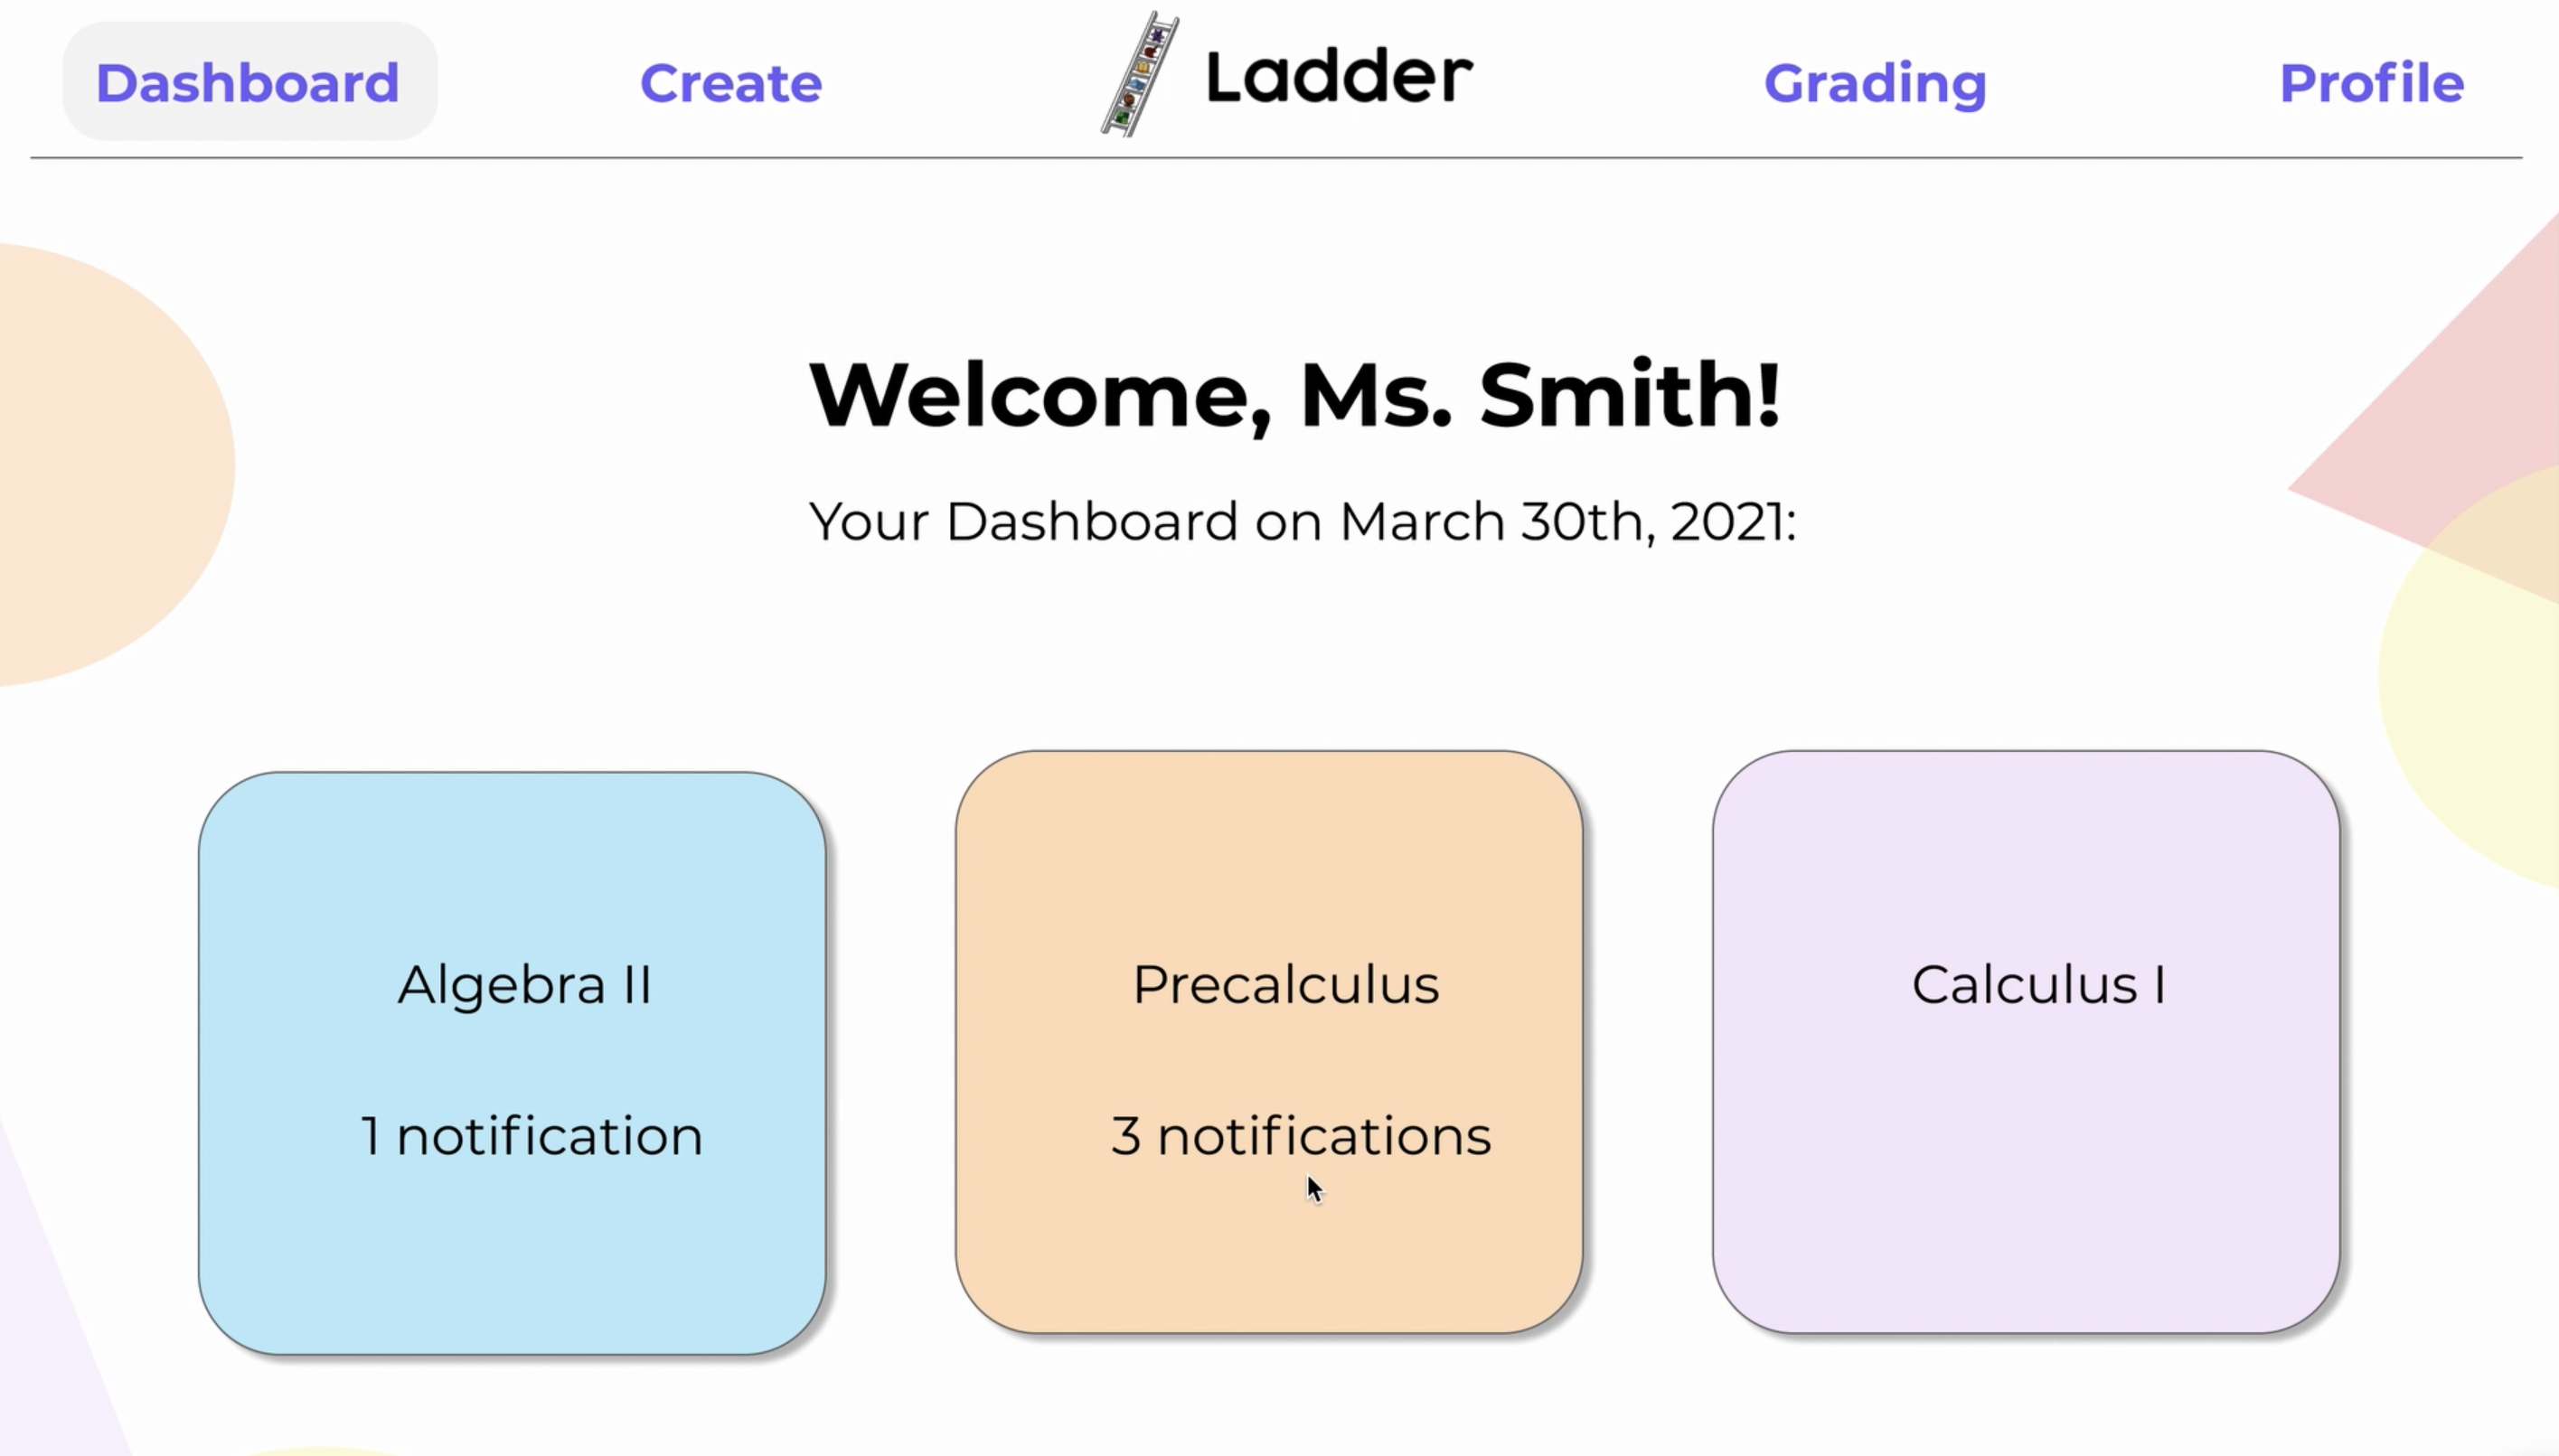 Dashboard
Create
Ladder
Grading
Profile
Welcome, Ms. Smith!
Your Dashboard on March 30th, 2021:
Algebra II
1 notification
Precalculus
3 notifications
Calculus I